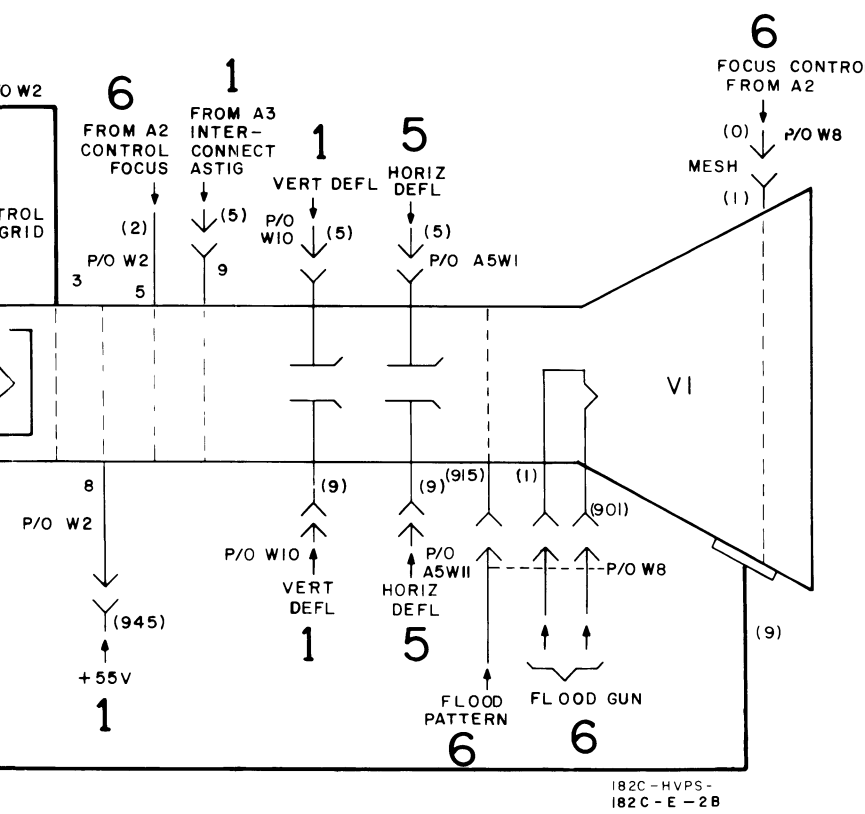 6
FOCUS CONTRO
FROM A2
(0)
P/O W8
MESH
(1)
O W2
6
FROM A2
CONTROL
FOCUS
(2)
P/O W2
5
1
FROM A3
INTER-
CONNECT
ASTIG
(5)
9
1
VERT DEFL
P/O
W10
(5)
5
HORIZ
DEFL
(5)
P/O A5W1
TROL
GRID
3
V1
8
P/O W2
(945)
+55V
1
(9)
P/O W10
VERT
DEFL
1
(9)
P/O
A5W11
HORIZ
DEFL
5
(915)
(1)
(901)
P/O W8
FLOOD
PATTERN
6
FLOOD GUN
6
(9)
182C-HVPS-
182C-E-2B